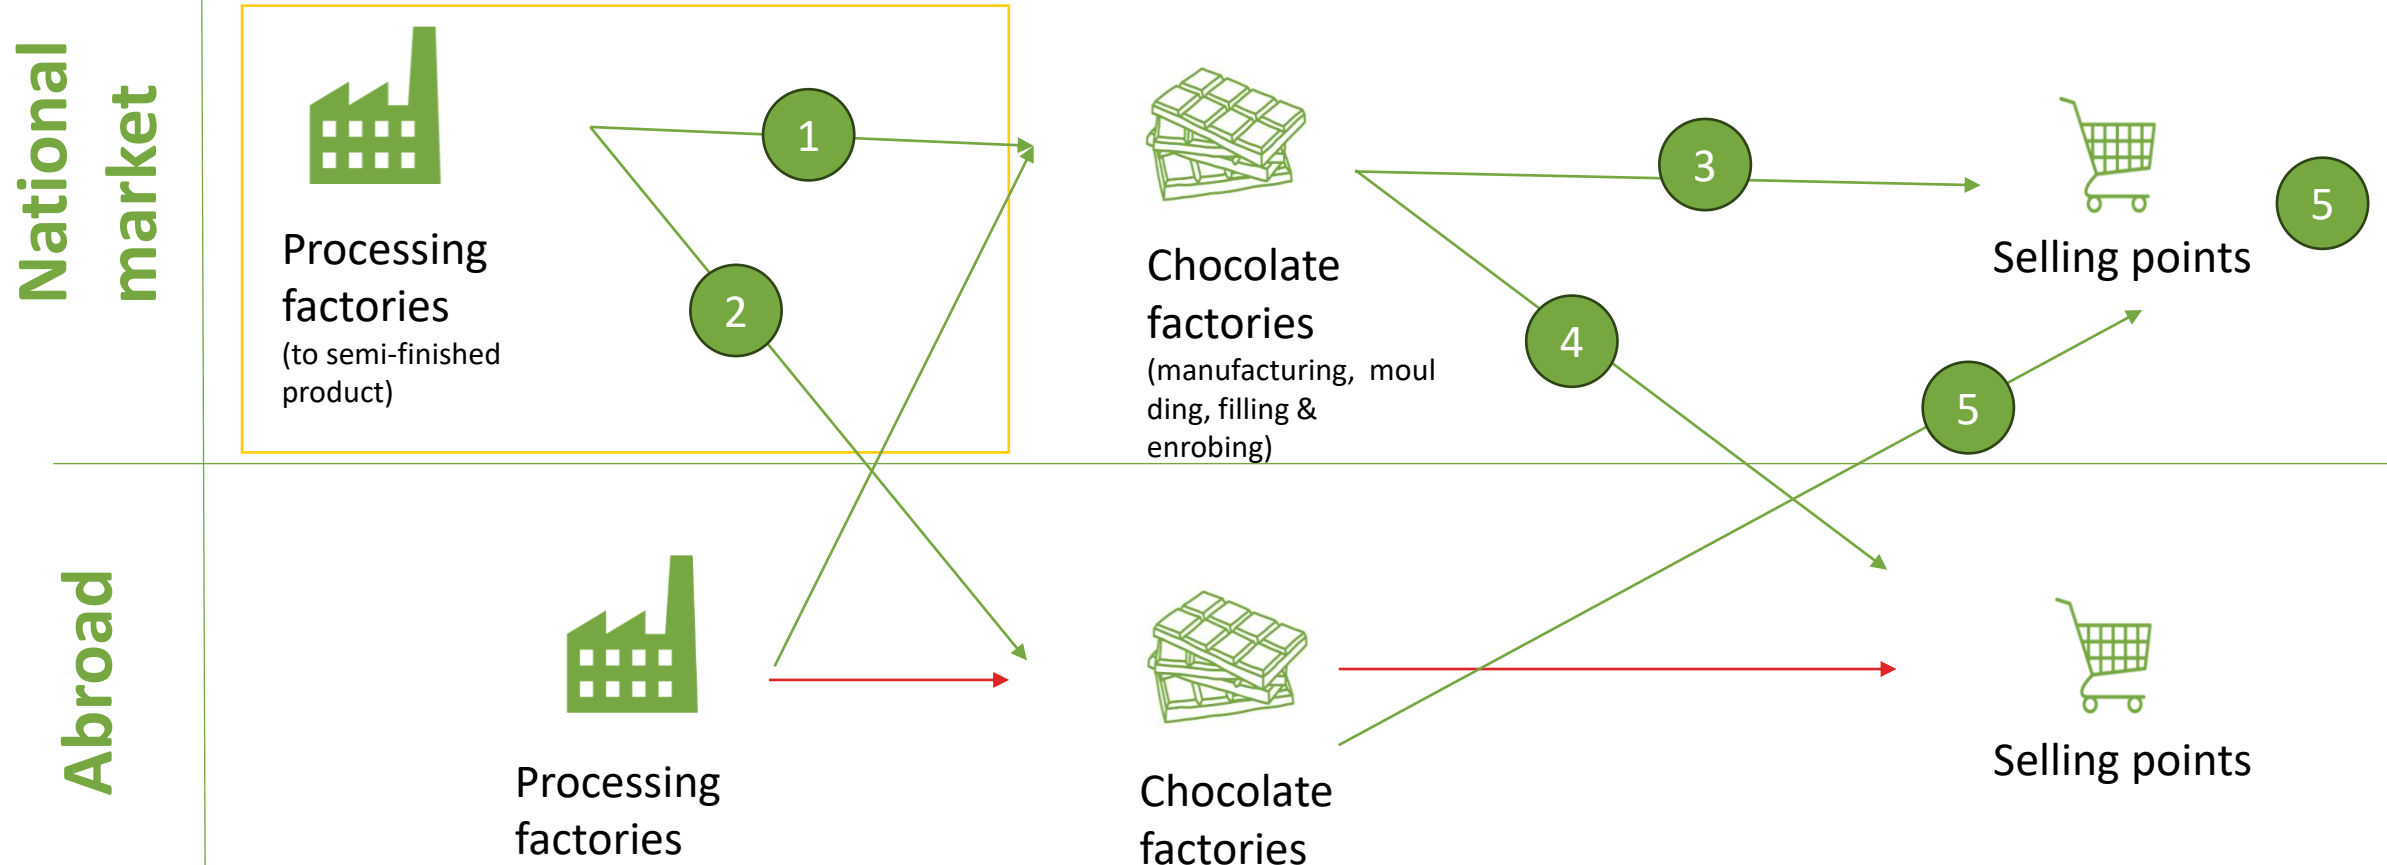 National
market
1
3
5
Processing
factories
(to semi-finished
product)
2
Chocolate
factories
(manufacturing,  moul
ding, filling &
enrobing)
4
Selling points
5
Abroad
Processing
factories
Chocolate
factories
Selling points